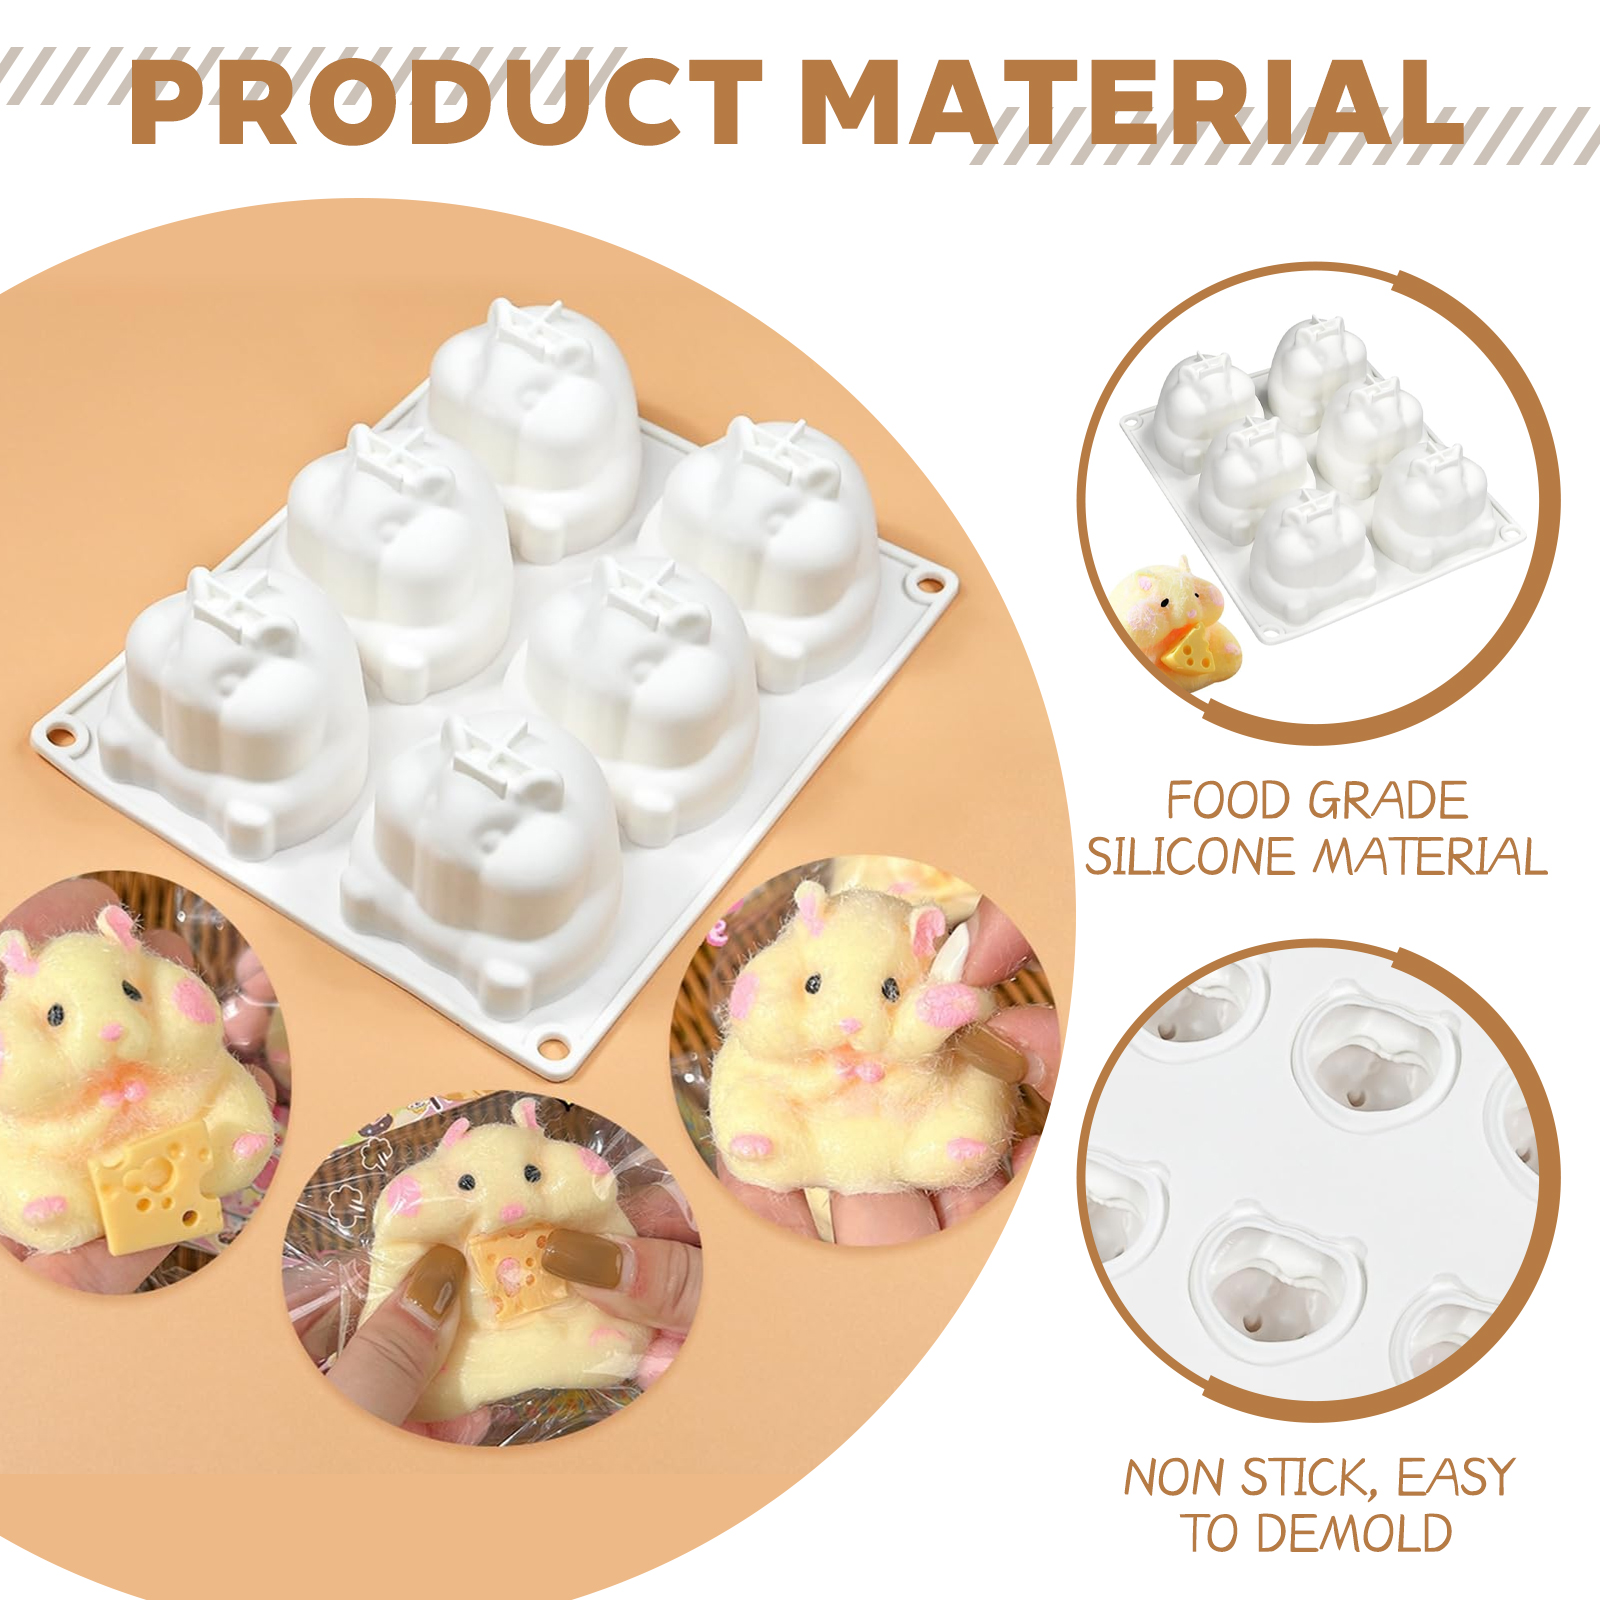 PRODUCT MATERIAL
FOOD GRADE
SILICONE MATERIAL
NON STICK, EASY
TO DEMOLD